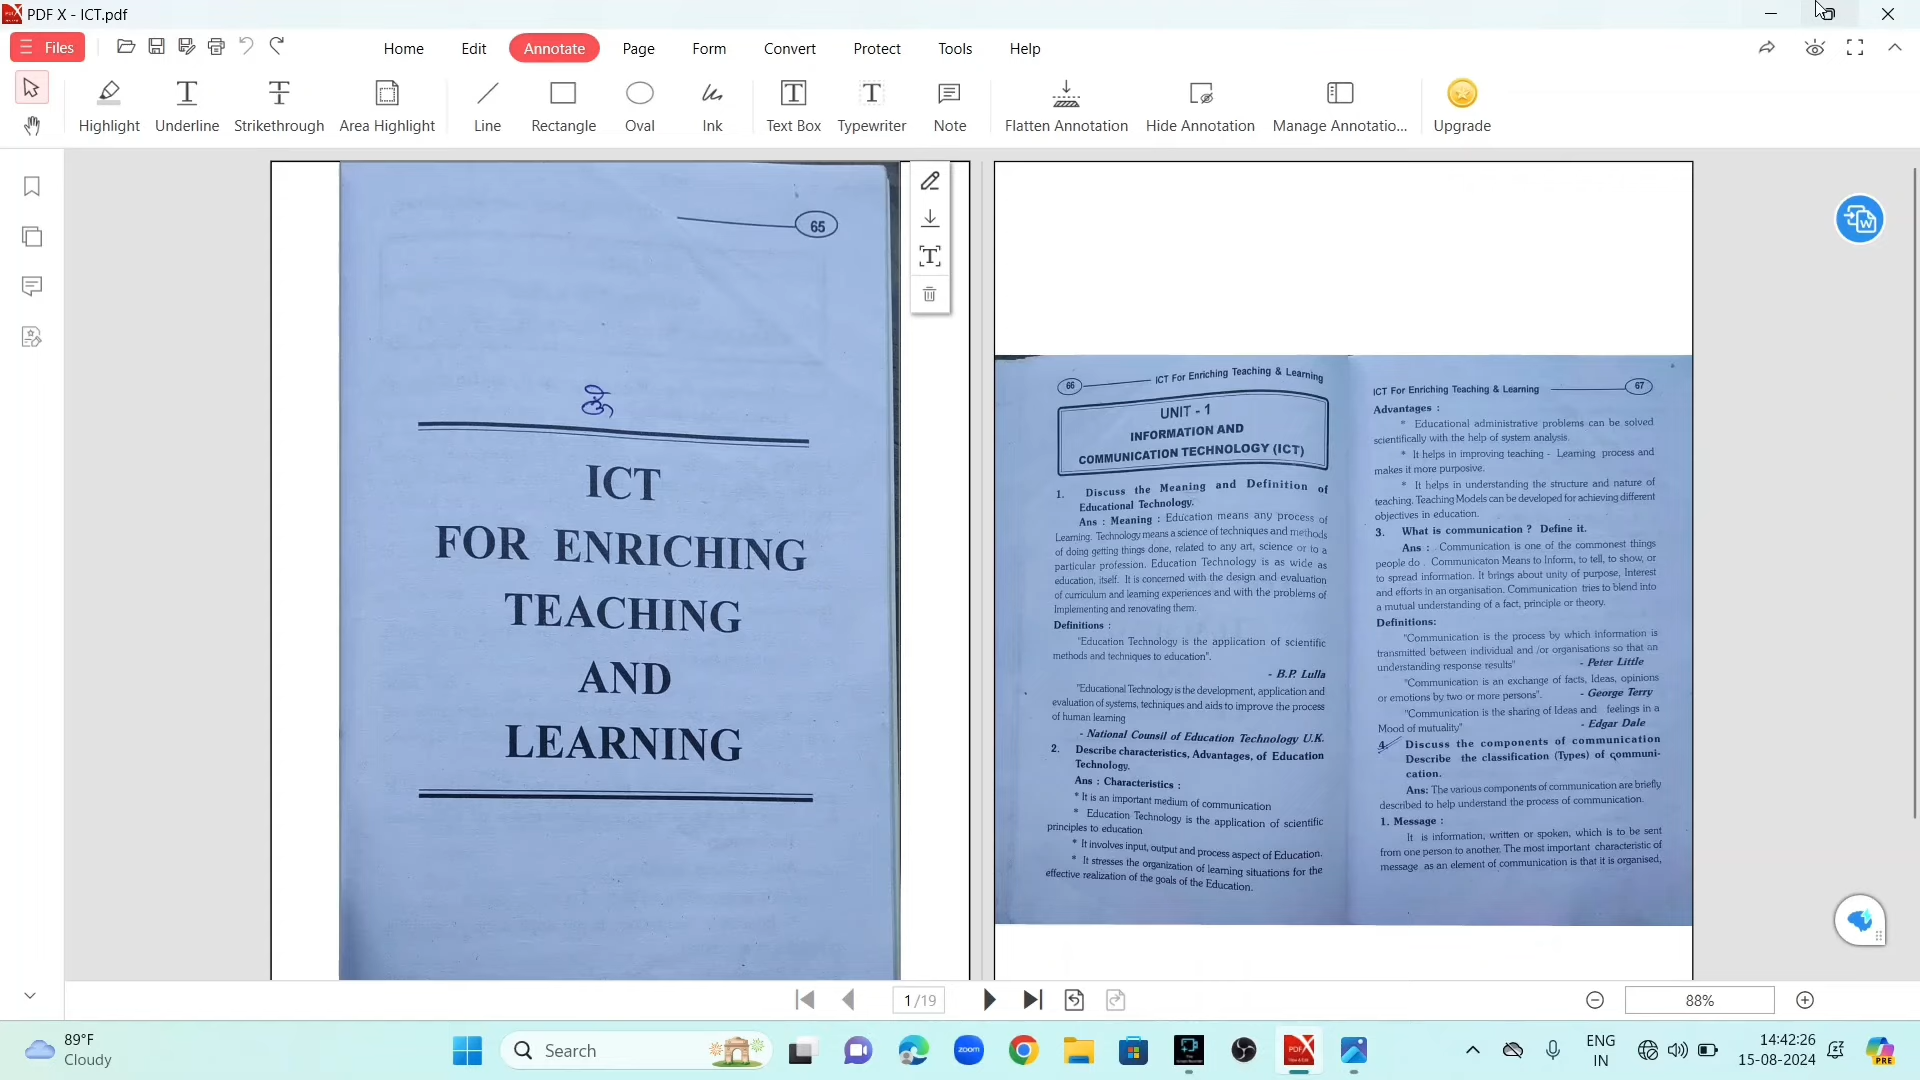 PDF X - ICT.pdf
Files
Home Edit Annotate Page Form Convert Protect Tools Help
Highlight Underline Strikethrough Area Highlight Line Rectangle Oval Ink Text Box Typewriter Note Flatten Annotation Hide Annotation Manage Annotatio... Upgrade
65
ICT
FOR ENRICHING
TEACHING
AND
LEARNING
66 ICT For Enriching Teaching & Learning
UNIT - 1
INFORMATION AND
COMMUNICATION TECHNOLOGY (ICT)
1. Discuss the Meaning and Definition of
Educational Technology.
Ans : Meaning : Education means any process of
Learning. Technology means a science of techniques and methods
of doing getting things done, related to any art, science or to a
particular profession. Education Technology is as wide as
education, itself. It is concerned with the design and evaluation
of curriculum and learning experiences and with the problems of
Implementing and renovating them.
Definitions :
"Education Technology is the application of scientific
methods and techniques to education".
- B.P. Lulla
"Educational Technology is the development, application and
evaluation of systems, techniques and aids to improve the process
of human learning
- National Counsil of Education Technology U.K.
2. Describe characteristics, Advantages, of Education
Technology.
Ans : Characteristics :
* It is an important medium of communication
* Education Technology is the application of scientific
principles to education
* It involves input, output and process aspect of Education.
* It stresses the organization of learning situations for the
effective realization of the goals of the Education.
ICT For Enriching Teaching & Learning 67
Advantages :
* Educational administrative problems can be solved
scientifically with the help of system analysis.
* It helps in improving teaching - Learning process and
makes it more purposive.
* It helps in understanding the structure and nature of
teaching. Teaching Models can be developed for achieving different
objectives in education.
3. What is communication ? Define it.
Ans : Communication is one of the commonest things
people do . Communicaton Means to Inform, to tell, to show, or
to spread information. It brings about unity of purpose, Interest
and efforts in an organisation. Communication tries to blend into
a mutual understanding of a fact, principle or theory.
Definitions:
"Communication is the process by which Information is
transmitted between individual and /or organisations so that an
understanding response results" - Peter Little
"Communication is an exchange of facts, Ideas, opinions
or emotions by two or more persons". - George Terry
"Communication is the sharing of Ideas and feelings in a
Mood of mutuality" - Edgar Dale
4. Discuss the components of communication
Describe the classification (Types) of communi-
cation.
Ans: The various components of communication are briefly
described to help understand the process of communication.
1. Message :
It is information, written or spoken, which is to be sent
from one person to another. The most important characteristic of
message as an element of communication is that it is organised,
1 /19
88%
89°F
Cloudy
Search
zoom
ENG
IN
14:42:26
15-08-2024
PRE